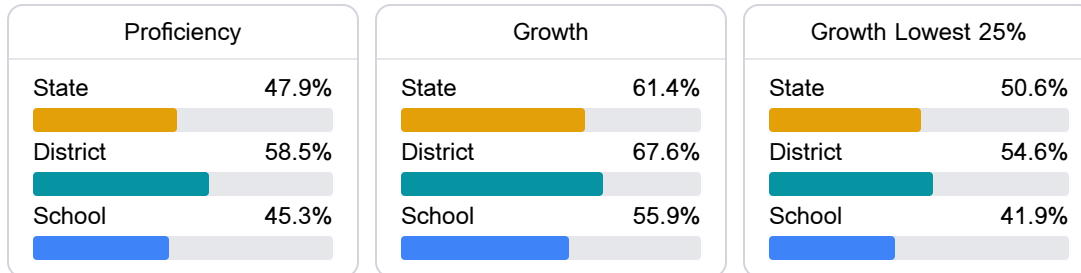 Proficiency
State 47.9%
District 58.5%
School 45.3%
Growth
State 61.4%
District 67.6%
School 55.9%
Growth Lowest 25%
State 50.6%
District 54.6%
School 41.9%